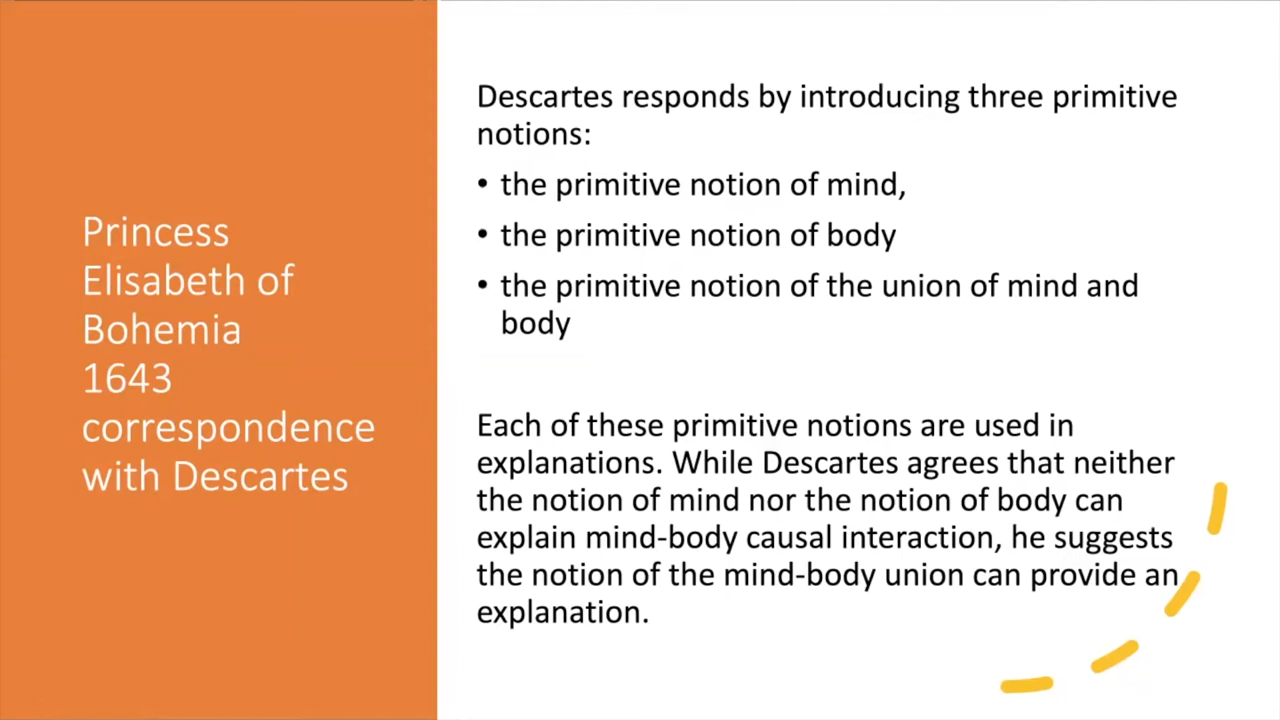 Princess
Elisabeth of
Bohemia
1643
correspondence
with Descartes
Descartes responds by introducing three primitive
notions:
• the primitive notion of mind,
• the primitive notion of body
• the primitive notion of the union of mind and
body
Each of these primitive notions are used in
explanations. While Descartes agrees that neither
the notion of mind nor the notion of body can
explain mind-body causal interaction, he suggests
the notion of the mind-body union can provide an
explanation.